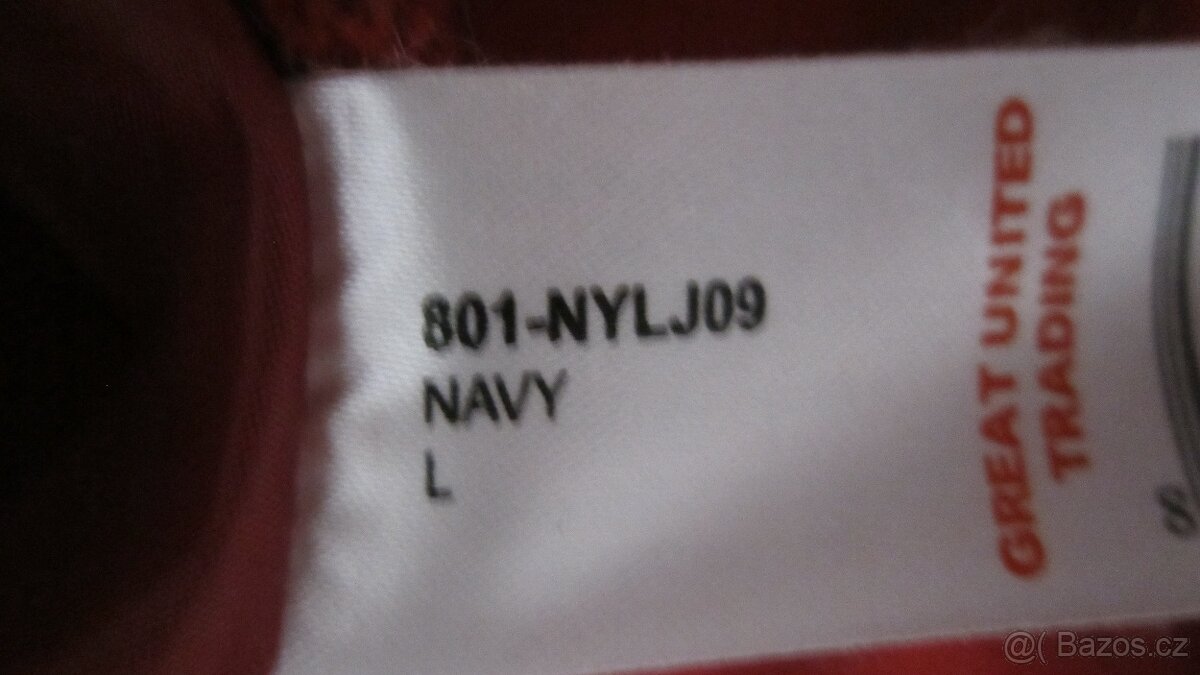 801-NYLJ09
NAVY
L
GREAT UNITED
TRADING
@( Bazos.cz